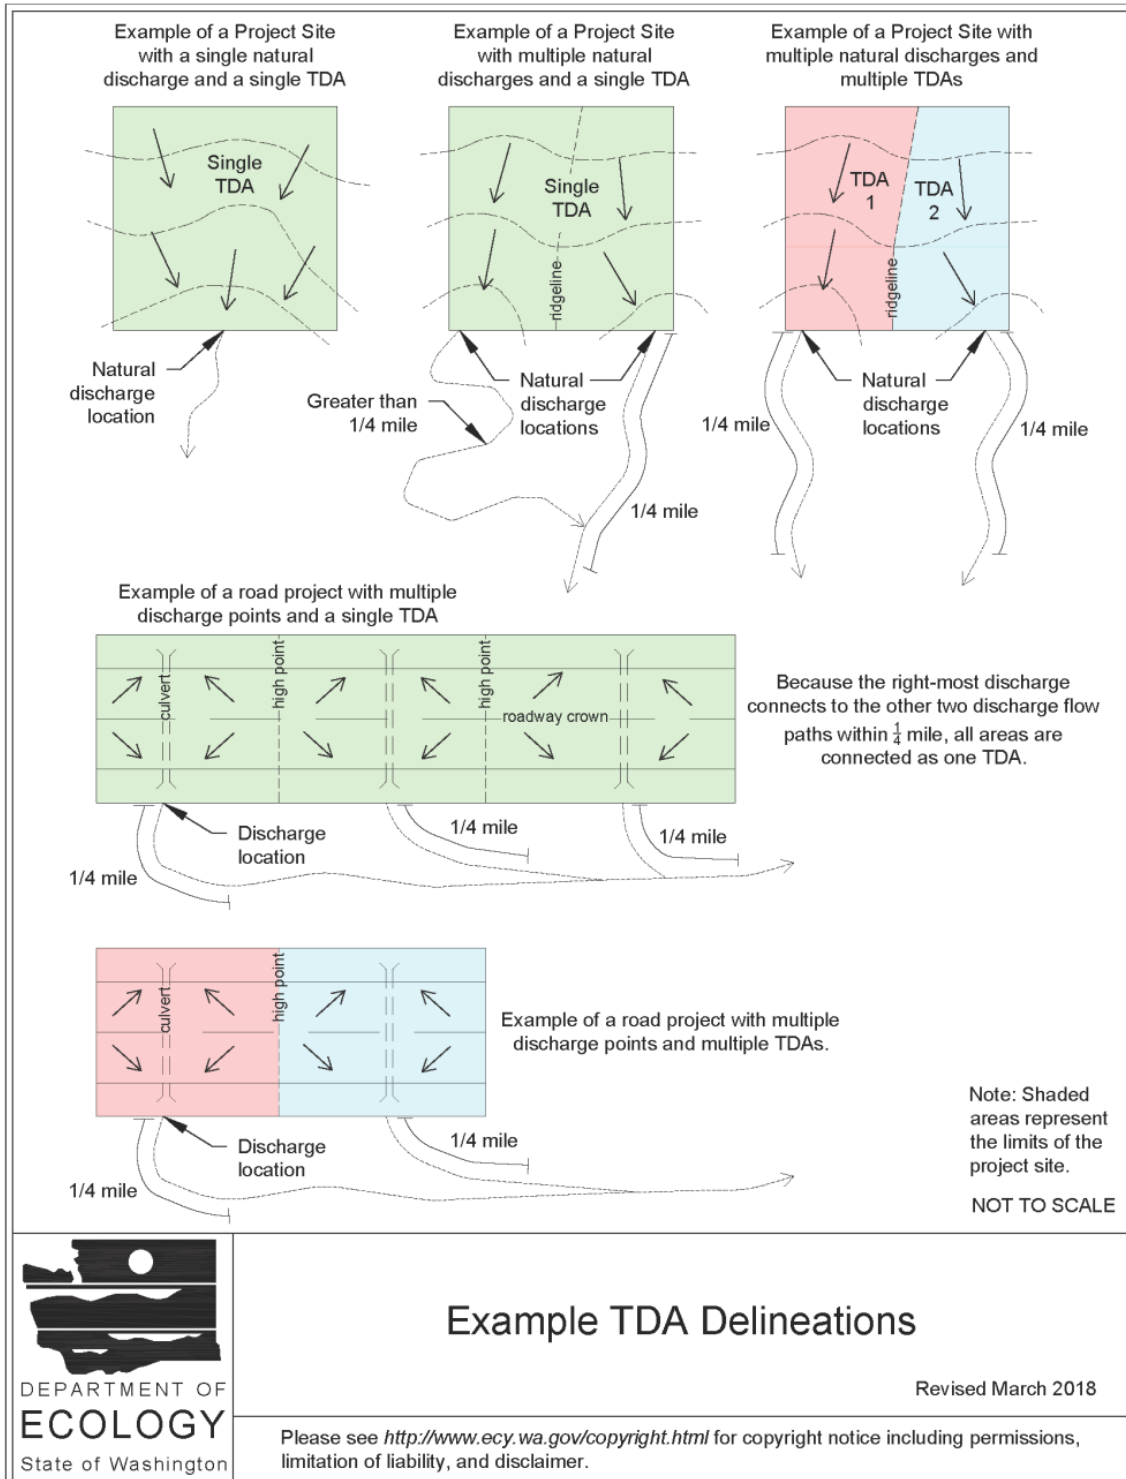 Example of a Project Site
with a single natural
discharge and a single TDA
Example of a Project Site
with multiple natural
discharges and a single TDA
Example of a Project Site with
multiple natural discharges and
multiple TDAs
Single
TDA
Single
TDA
TDA
1
TDA
2
ridgeline
ridgeline
Natural
discharge
location
Greater than
1/4 mile
Natural
discharge
locations
1/4 mile
1/4 mile
Natural
discharge
locations
1/4 mile
Example of a road project with multiple
discharge points and a single TDA
culvert
high point
high point
roadway crown
Because the right-most discharge
connects to the other two discharge flow
paths within 1/4 mile, all areas are
connected as one TDA.
1/4 mile
Discharge
location
1/4 mile
1/4 mile
culvert
high point
Example of a road project with multiple
discharge points and multiple TDAs.
1/4 mile
Discharge
location
1/4 mile
Note: Shaded
areas represent
the limits of the
project site.
NOT TO SCALE
DEPARTMENT OF
ECOLOGY
State of Washington
Example TDA Delineations
Revised March 2018
Please see http://www.ecy.wa.gov/copyright.html for copyright notice including permissions,
limitation of liability, and disclaimer.